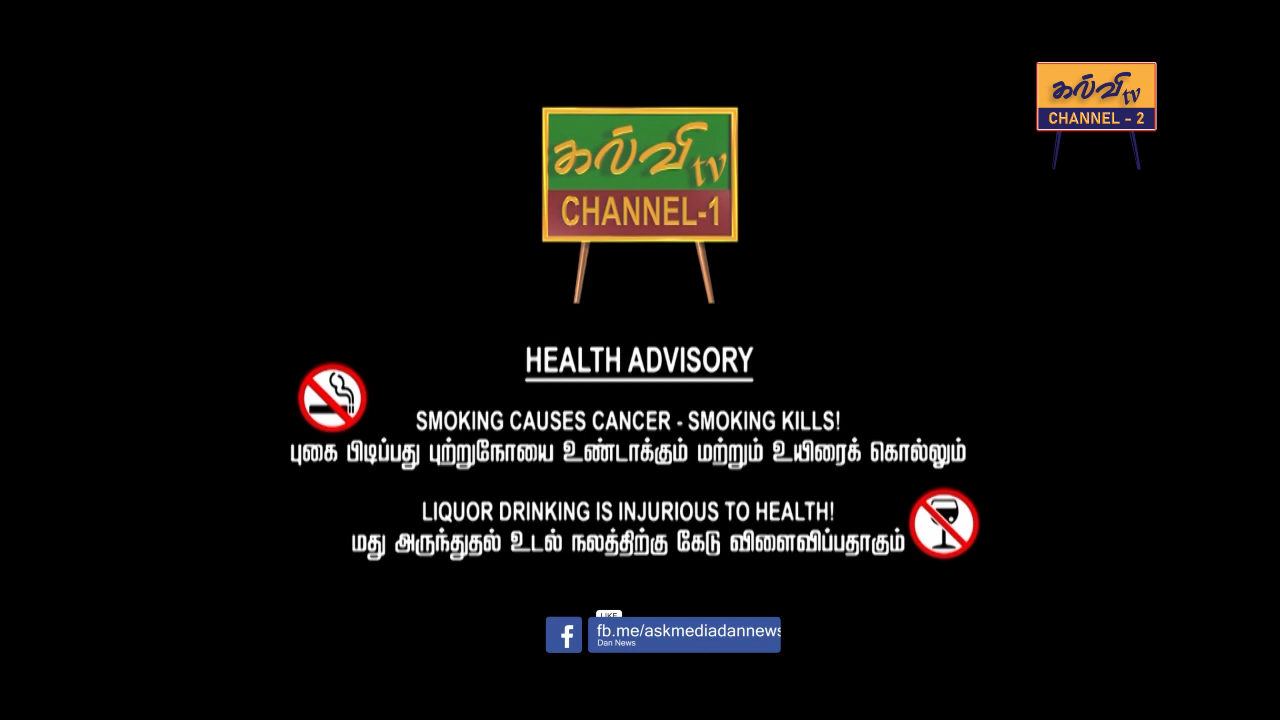 கல்வி tv
CHANNEL - 2
கல்வி tv
CHANNEL-1
HEALTH ADVISORY
SMOKING CAUSES CANCER - SMOKING KILLS!
புகை பிடிப்பது புற்றுநோயை உண்டாக்கும் மற்றும் உயிரைக் கொல்லும்
LIQUOR DRINKING IS INJURIOUS TO HEALTH!
மது அருந்துதல் உடல் நலத்திற்கு கேடு விளைவிப்பதாகும்
LIKE
f fb.me/askmediadannews
Dan News